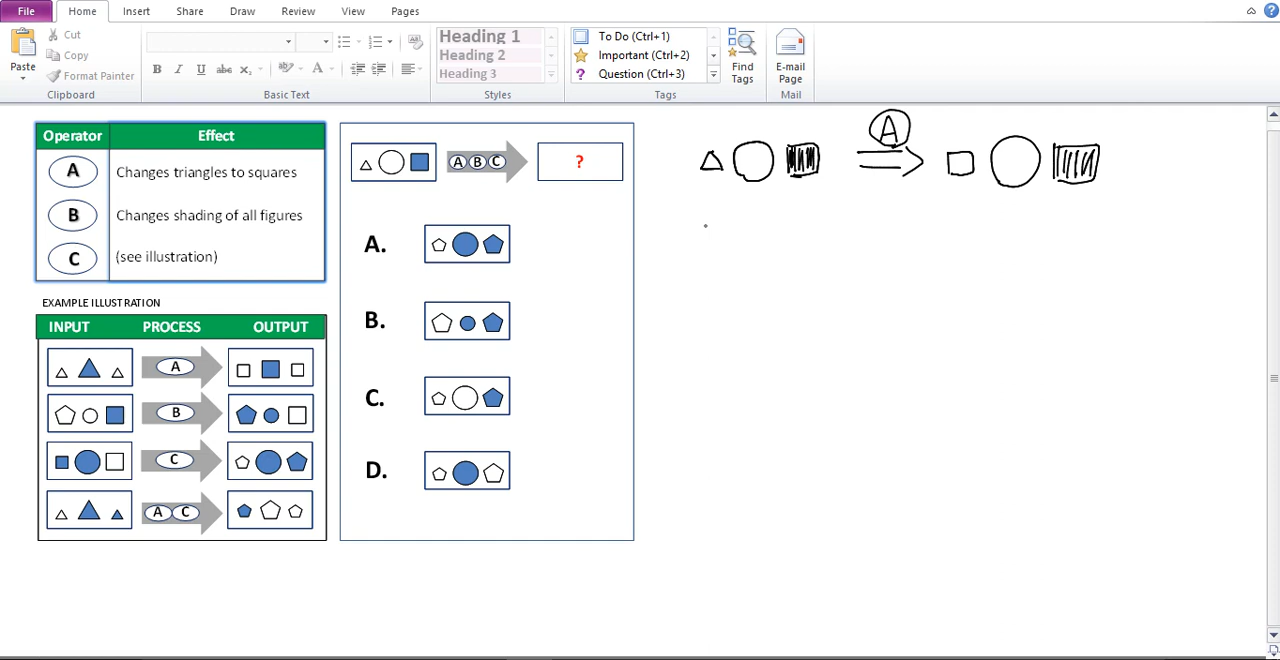 File Home Insert Share Draw Review View Pages
Cut
Copy
Format Painter
Paste
Clipboard
B I U abc x₂ ab A
Basic Text
Heading 1
Heading 2
Heading 3
Styles
To Do (Ctrl+1)
Important (Ctrl+2)
Question (Ctrl+3)
Tags
Find
Tags
E-mail
Page
Mail
Operator Effect
A Changes triangles to squares
B Changes shading of all figures
C (see illustration)
EXAMPLE ILLUSTRATION
INPUT PROCESS OUTPUT
A
B
C
A C
A B C ?
A.
B.
C.
D.
A